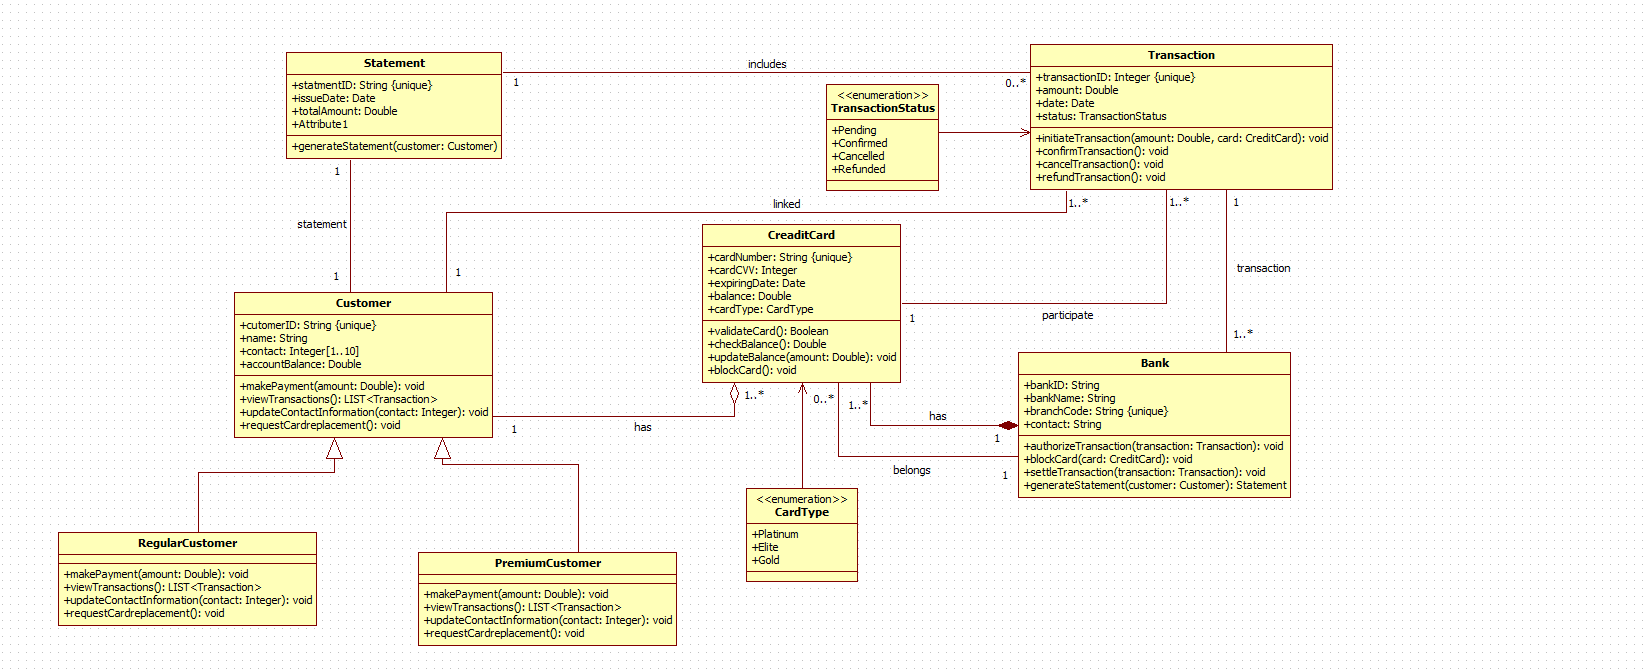 Statement
+statmentID: String {unique}
+issueDate: Date
+totalAmount: Double
+Attribute1
+generateStatement(customer: Customer)
1
includes
0..*
Transaction
+transactionID: Integer {unique}
+amount: Double
+date: Date
+status: TransactionStatus
+initiateTransaction(amount: Double, card: CreditCard): void
+confirmTransaction(): void
+cancelTransaction(): void
+refundTransaction(): void
<<enumeration>>
TransactionStatus
+Pending
+Confirmed
+Cancelled
+Refunded
1
statement
1
linked
1..*
1
1..*
participate
1
1
transaction
1..*
CreaditCard
+cardNumber: String {unique}
+cardCVV: Integer
+expiringDate: Date
+balance: Double
+cardType: CardType
+validateCard(): Boolean
+checkBalance(): Double
+updateBalance(amount: Double): void
+blockCard(): void
Customer
+cutomerID: String {unique}
+name: String
+contact: Integer[1..10]
+accountBalance: Double
+makePayment(amount: Double): void
+viewTransactions(): LIST<Transaction>
+updateContactInformation(contact: Integer): void
+requestCardreplacement(): void
Bank
+bankID: String
+bankName: String
+branchCode: String {unique}
+contact: String
+authorizeTransaction(transaction: Transaction): void
+blockCard(card: CreditCard): void
+settleTransaction(transaction: Transaction): void
+generateStatement(customer: Customer): Statement
1..*
has
1
0..*
belongs
1
1..*
has
1
<<enumeration>>
CardType
+Platinum
+Elite
+Gold
RegularCustomer
+makePayment(amount: Double): void
+viewTransactions(): LIST<Transaction>
+updateContactInformation(contact: Integer): void
+requestCardreplacement(): void
PremiumCustomer
+makePayment(amount: Double): void
+viewTransactions(): LIST<Transaction>
+updateContactInformation(contact: Integer): void
+requestCardreplacement(): void